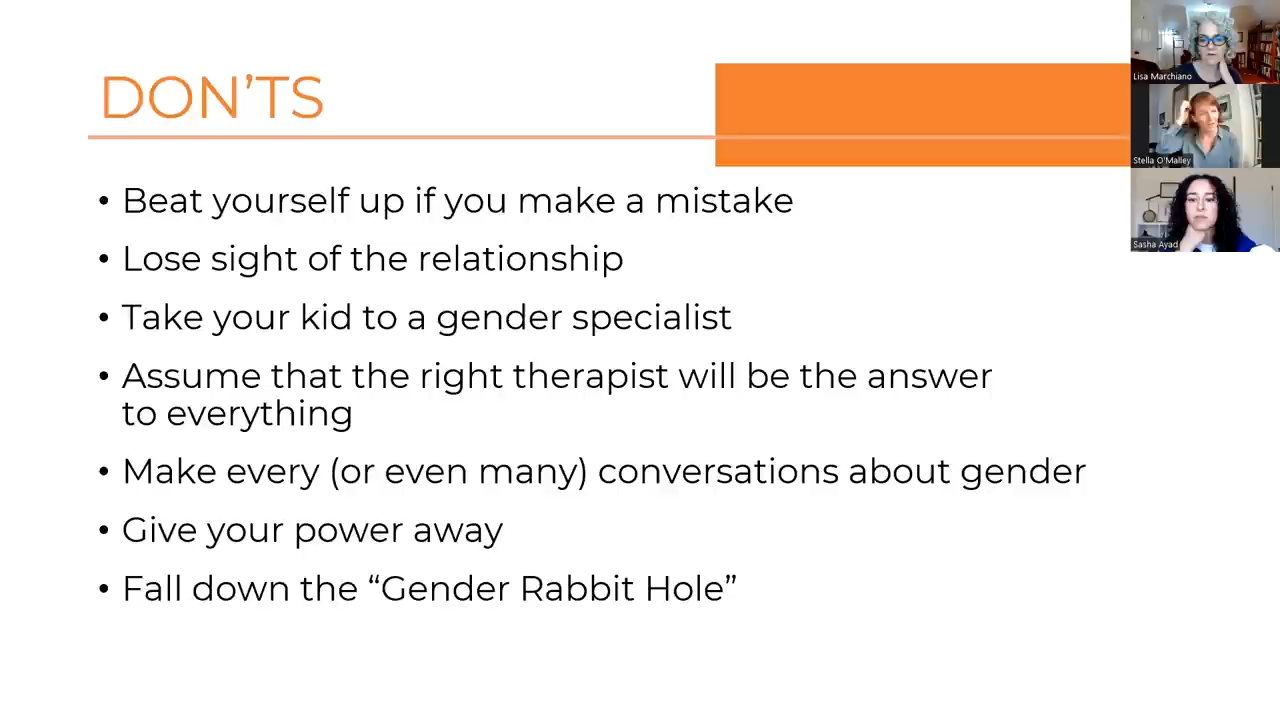 DON'TS
• Beat yourself up if you make a mistake
• Lose sight of the relationship
• Take your kid to a gender specialist
• Assume that the right therapist will be the answer
to everything
• Make every (or even many) conversations about gender
• Give your power away
• Fall down the “Gender Rabbit Hole”
Lisa Marchiano
Stella O'Malley
Sasha Ayad